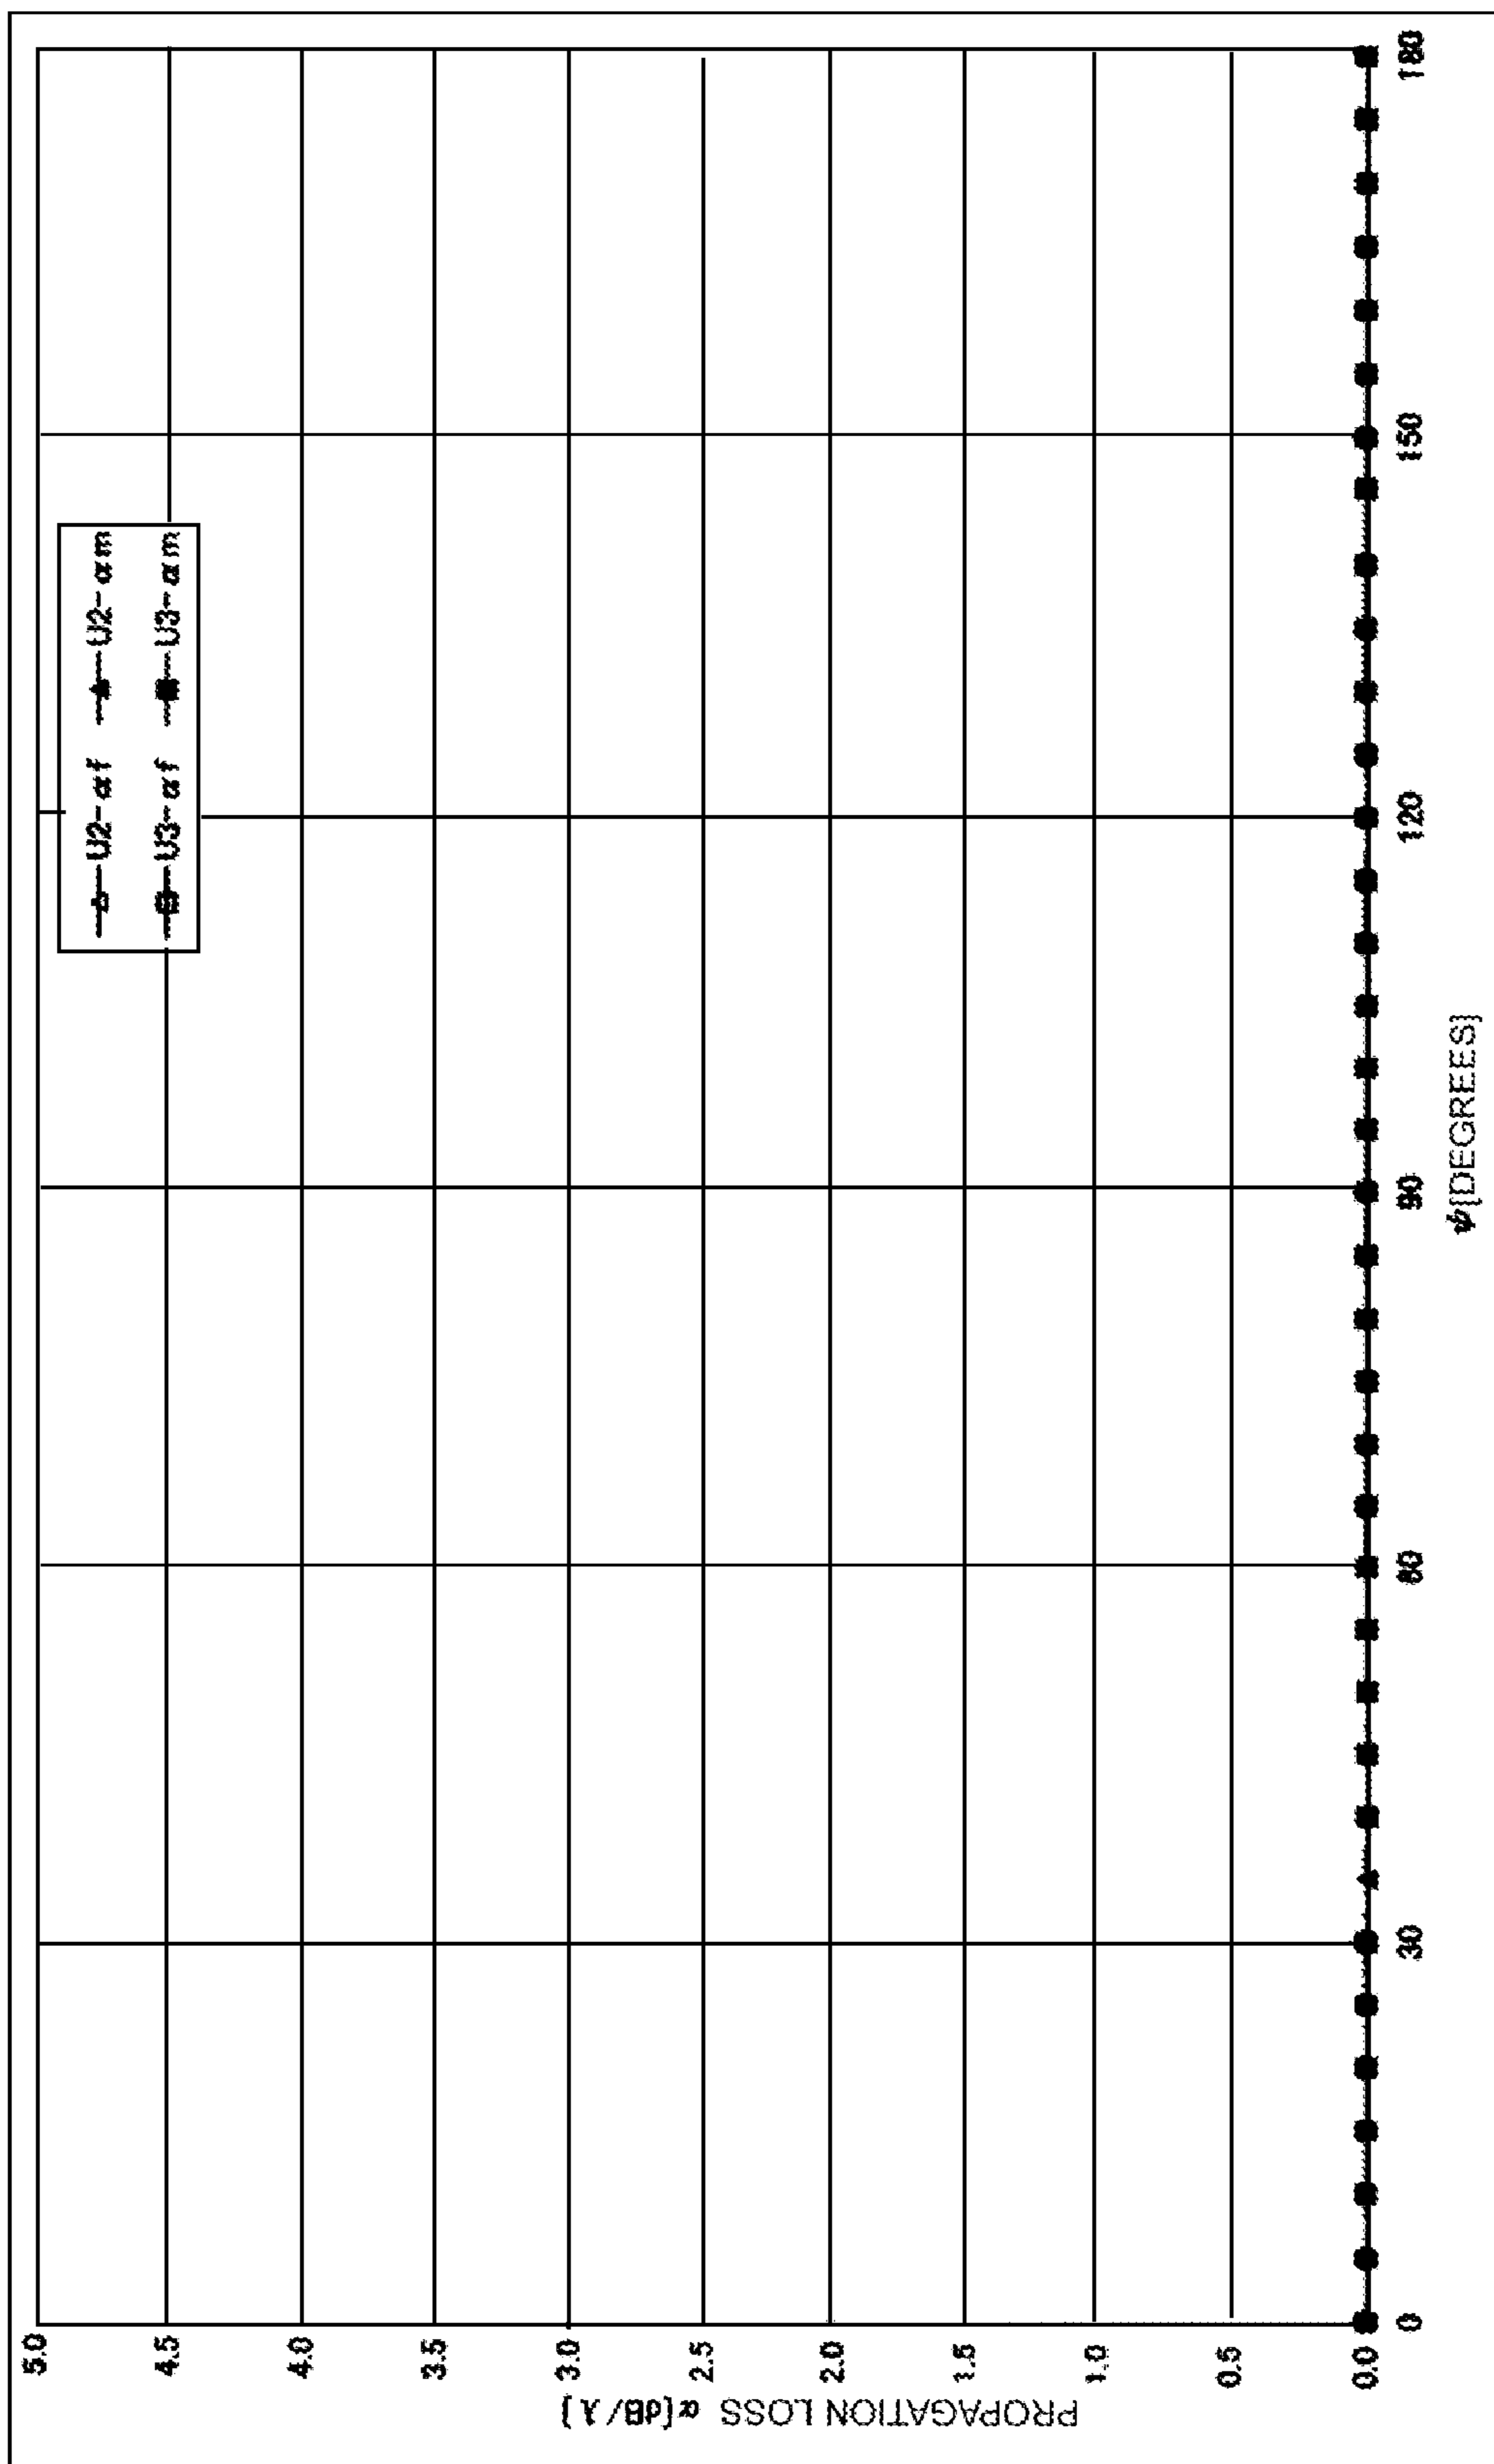 PROPAGATION LOSS α[dB/λ]
5.0
4.5
4.0
3.5
3.0
2.5
2.0
1.5
1.0
0.5
0.0
U2-αf U2-αm
U3-αf U3-αm
0 30 60 90 120 150 180
ψ[DEGREES]